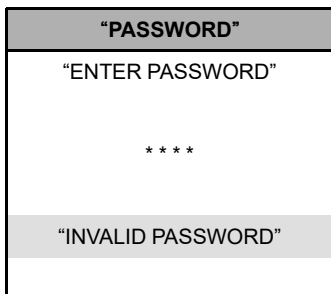 “PASSWORD”
“ENTER PASSWORD”
* * * *
“INVALID PASSWORD”